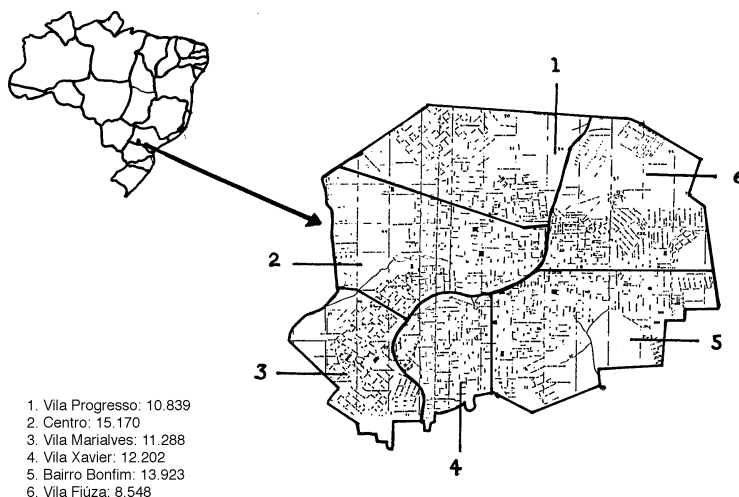 1
6
2
5
3
4
1. Vila Progresso: 10.839
2. Centro: 15.170
3. Vila Marialves: 11.288
4. Vila Xavier: 12.202
5. Bairro Bonfim: 13.923
6. Vila Fiúza: 8.548